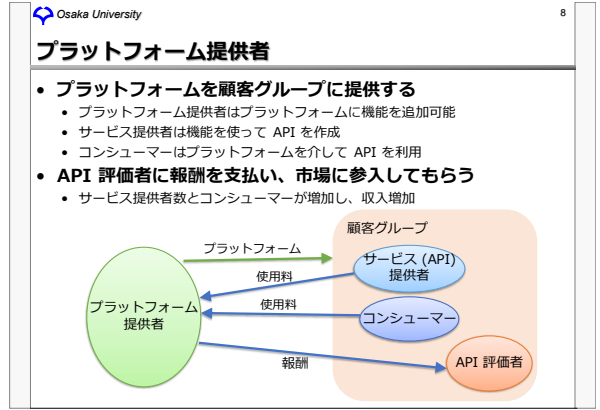 Osaka University
8
プラットフォーム提供者
• プラットフォームを顧客グループに提供する
• プラットフォーム提供者はプラットフォームに機能を追加可能
• サービス提供者は機能を使って API を作成
• コンシューマーはプラットフォームを介して API を利用
• API 評価者に報酬を支払い、市場に参入してもらう
• サービス提供者数とコンシューマーが増加し、収入増加
顧客グループ
プラットフォーム
サービス (API)
提供者
使用料
プラットフォーム
提供者
使用料
コンシューマー
報酬
API 評価者